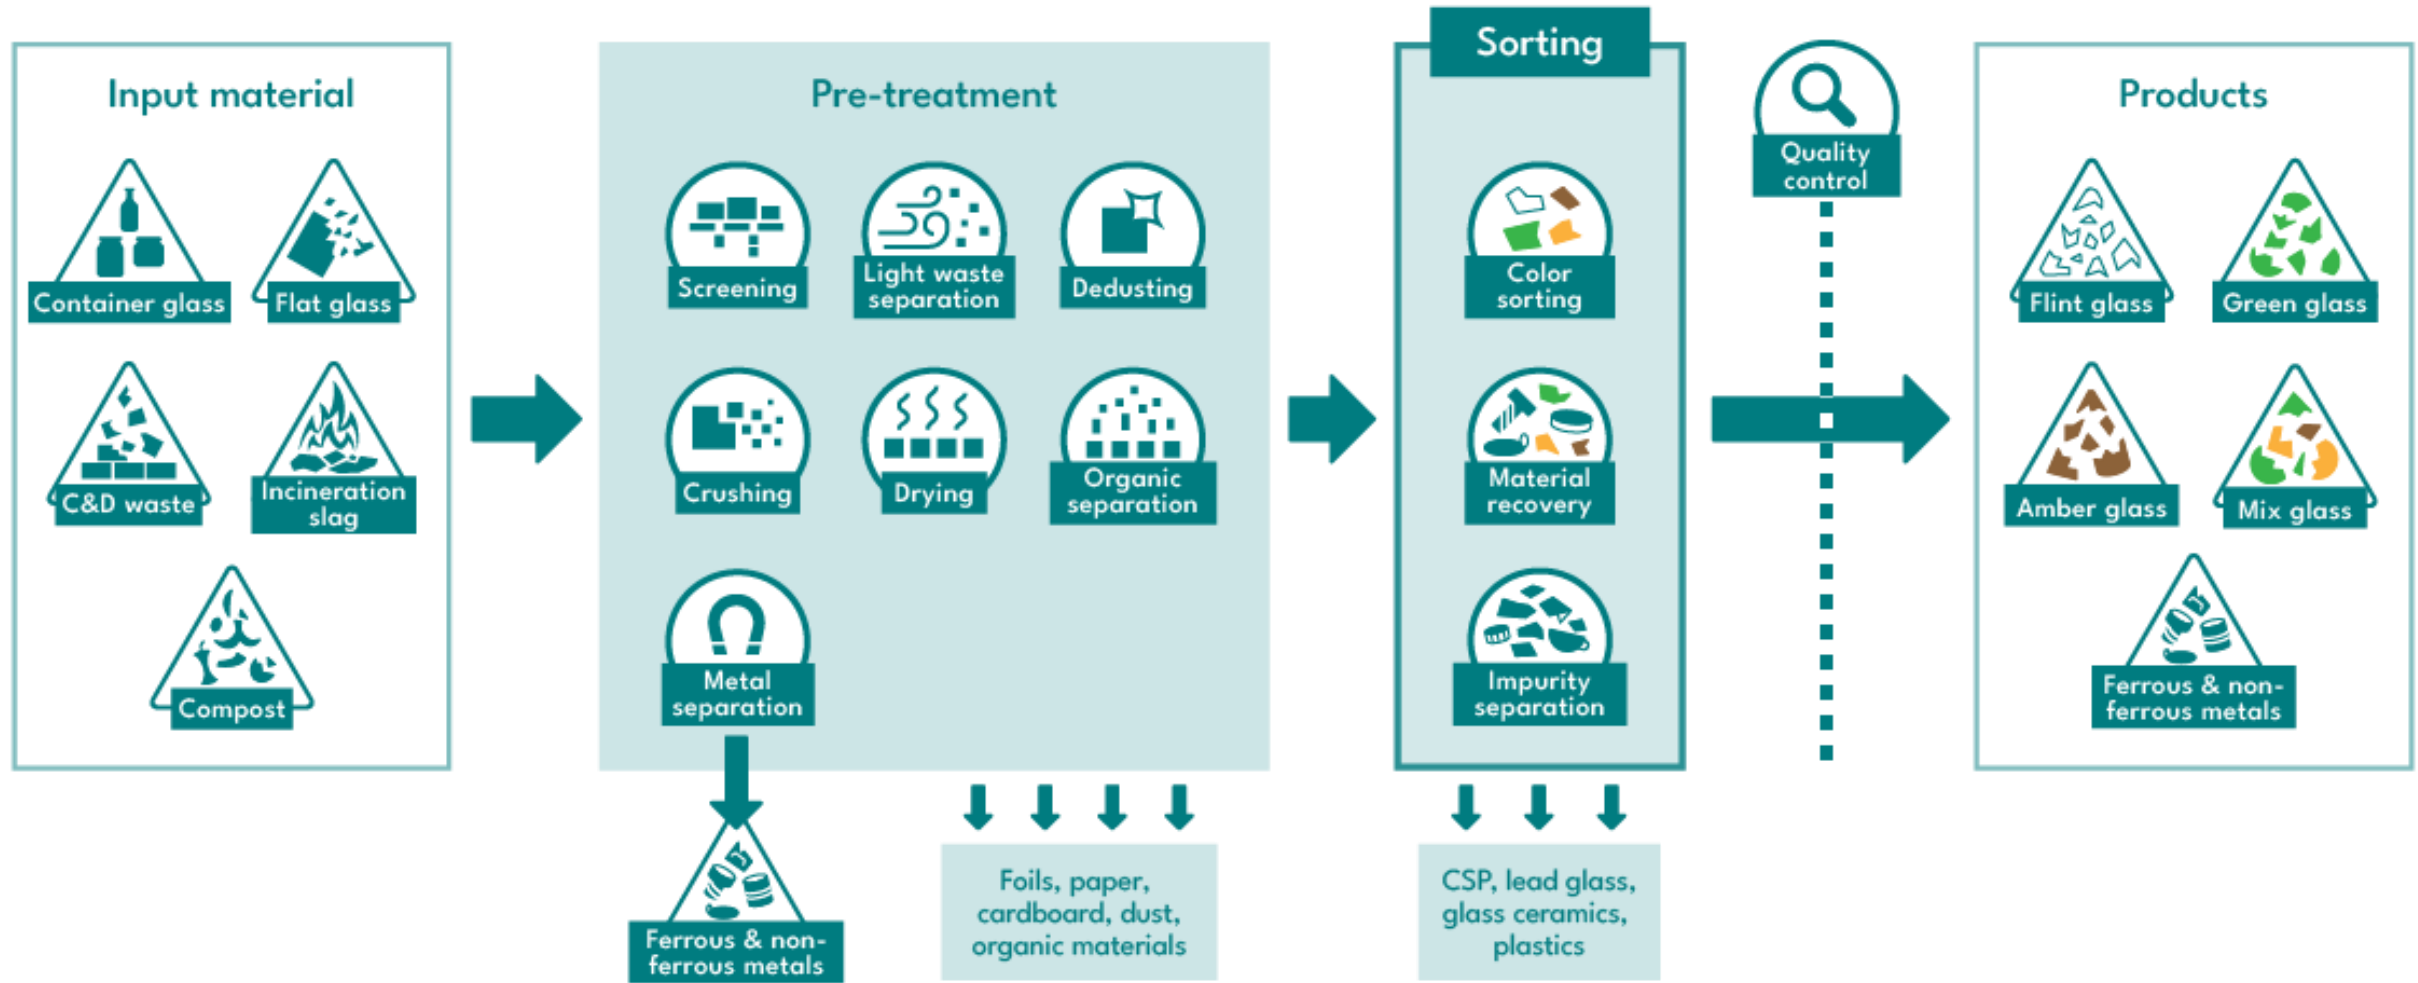 Input material
Container glass
Flat glass
C&D waste
Incineration
slag
Compost
Pre-treatment
Screening
Light waste
separation
Dedusting
Crushing
Drying
Organic
separation
Metal
separation
Ferrous & non-
ferrous metals
Foils, paper,
cardboard, dust,
organic materials
Sorting
Color
sorting
Material
recovery
Impurity
separation
CSP, lead glass,
glass ceramics,
plastics
Quality
control
Products
Flint glass
Green glass
Amber glass
Mix glass
Ferrous & non-
ferrous metals